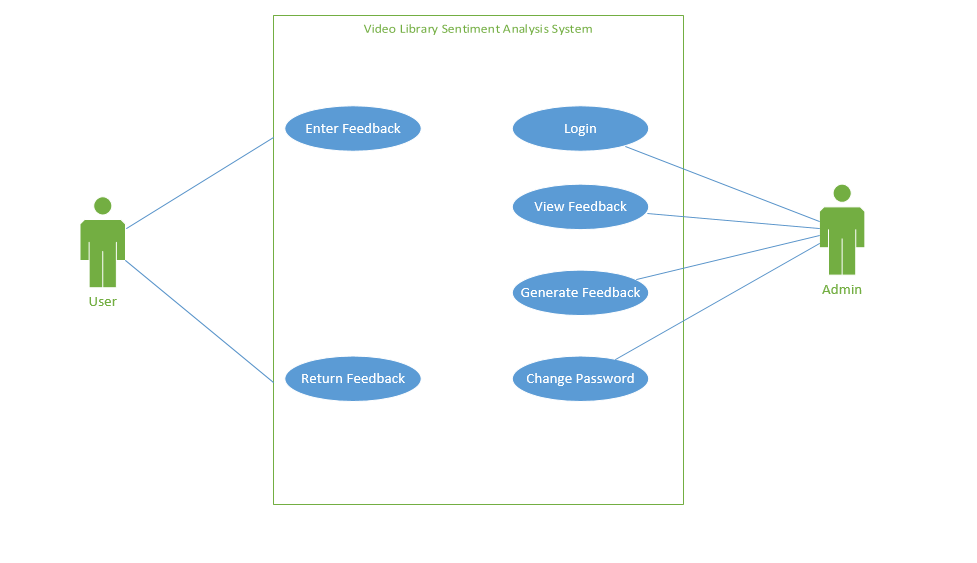 Video Library Sentiment Analysis System
Enter Feedback
Login
View Feedback
User
Generate Feedback
Admin
Return Feedback
Change Password